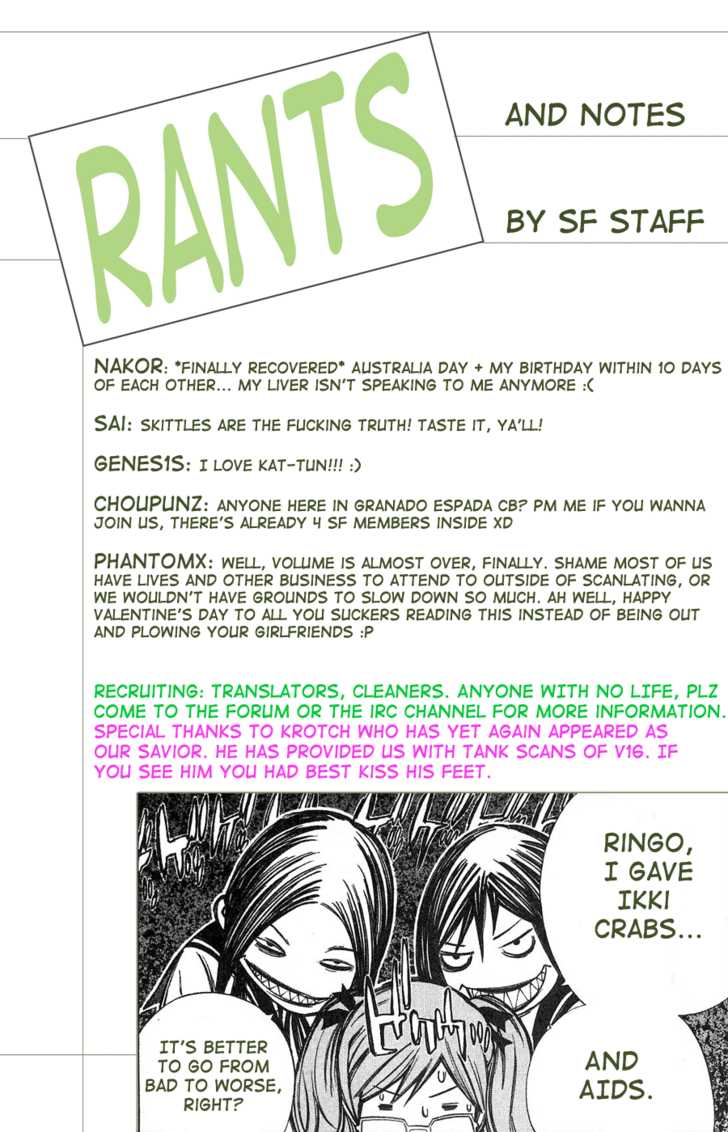 RANTS
AND NOTES
BY SF STAFF
NAKOR: *FINALLY RECOVERED* AUSTRALIA DAY + MY BIRTHDAY WITHIN 10 DAYS
OF EACH OTHER... MY LIVER ISN'T SPEAKING TO ME ANYMORE :(
SAI: SKITTLES ARE THE FUCKING TRUTH! TASTE IT, YA'LL!
GENES1S: I LOVE KAT-TUN!!! :)
CHOUPUNZ: ANYONE HERE IN GRANADO ESPADA CB? PM ME IF YOU WANNA
JOIN US, THERE'S ALREADY 4 SF MEMBERS INSIDE XD
PHANTOMX: WELL, VOLUME IS ALMOST OVER, FINALLY. SHAME MOST OF US
HAVE LIVES AND OTHER BUSINESS TO ATTEND TO OUTSIDE OF SCANLATING, OR
WE WOULDN'T HAVE GROUNDS TO SLOW DOWN SO MUCH. AH WELL, HAPPY
VALENTINE'S DAY TO ALL YOU SUCKERS READING THIS INSTEAD OF BEING OUT
AND PLOWING YOUR GIRLFRIENDS :P
RECRUITING: TRANSLATORS, CLEANERS. ANYONE WITH NO LIFE, PLZ
COME TO THE FORUM OR THE IRC CHANNEL FOR MORE INFORMATION.
SPECIAL THANKS TO KROTCH WHO HAS YET AGAIN APPEARED AS
OUR SAVIOR. HE HAS PROVIDED US WITH TANK SCANS OF V16. IF
YOU SEE HIM YOU HAD BEST KISS HIS FEET.
RINGO,
I GAVE
IKKI
CRABS...
AND
AIDS.
IT'S BETTER
TO GO FROM
BAD TO WORSE,
RIGHT?